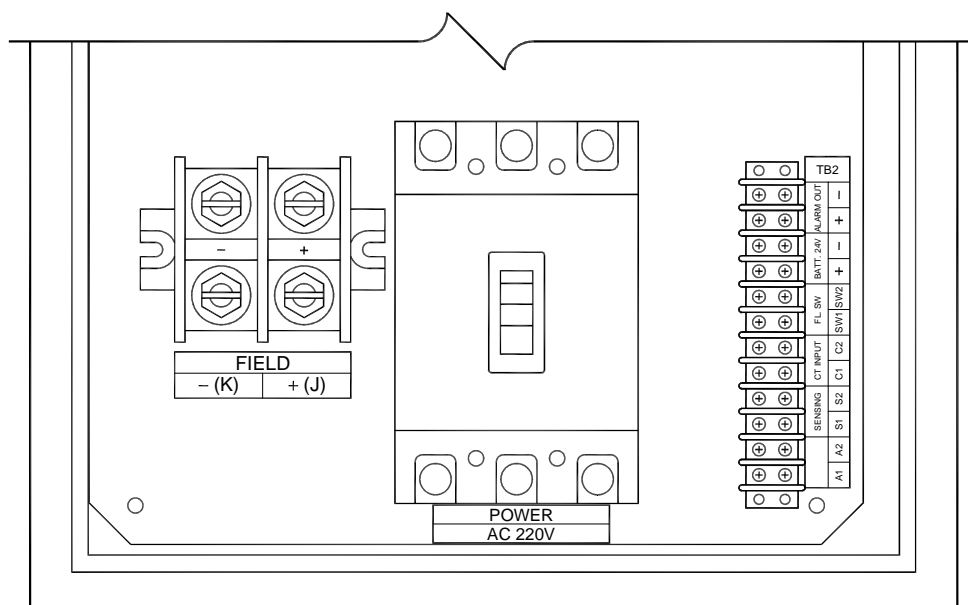 −
+
FIELD
− (K)
+ (J)
POWER
AC 220V
TB2
ALARM OUT
−
+
BATT. 24V
−
+
FL. SW
SW2
SW1
CT INPUT
C2
C1
SENSING
S2
S1
A2
A1